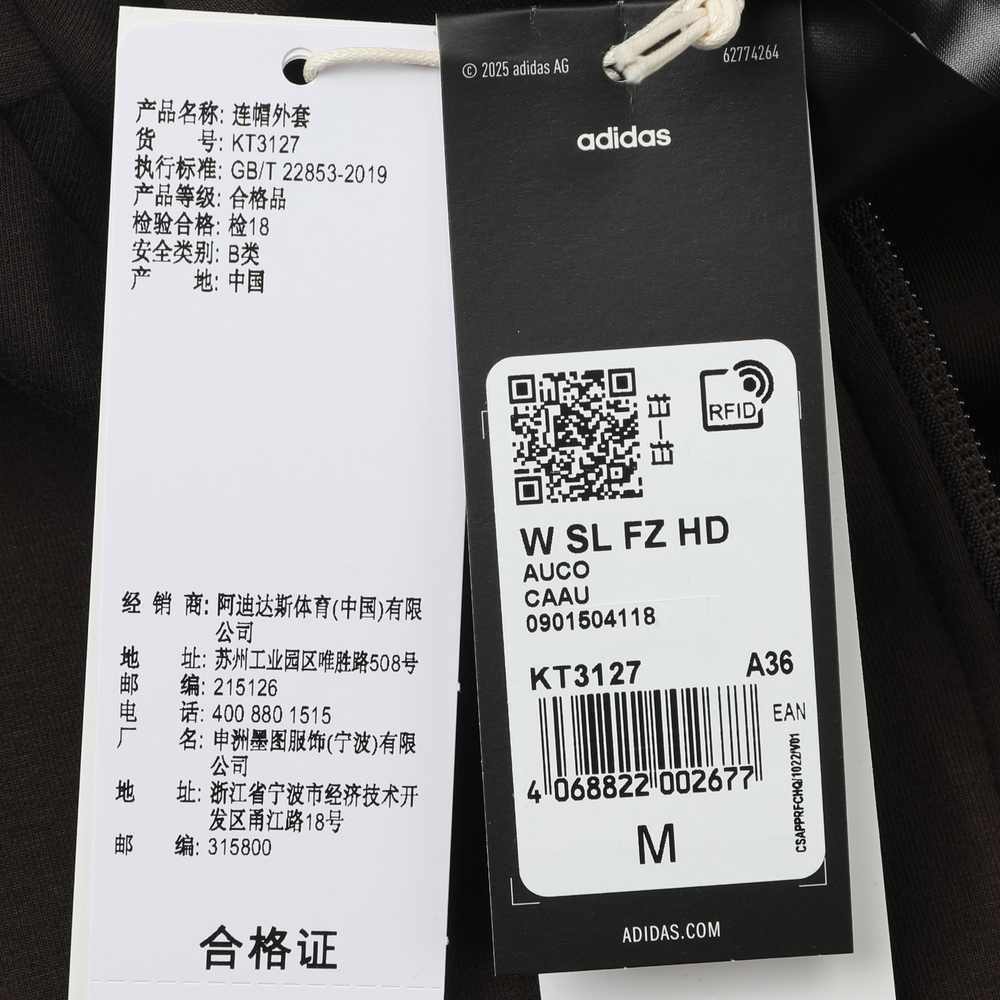 产品名称: 连帽外套
货 号: KT3127
执行标准: GB/T 22853-2019
产品等级: 合格品
检验合格: 检18
安全类别: B类
产 地: 中国
经 销 商: 阿迪达斯体育(中国)有限
公司
地 址: 苏州工业园区唯胜路508号
邮 编: 215126
电 话: 400 880 1515
厂 名: 申洲墨图服饰(宁波)有限
公司
地 址: 浙江省宁波市经济技术开
发区甬江路18号
邮 编: 315800
合格证
© 2025 adidas AG
62774264
adidas
扫一扫
RFID
W SL FZ HD
AUCO
CAAU
0901504118
KT3127 A36
EAN
4 068822 002677
CSAPPRFCHQ/1022/V01
M
ADIDAS.COM